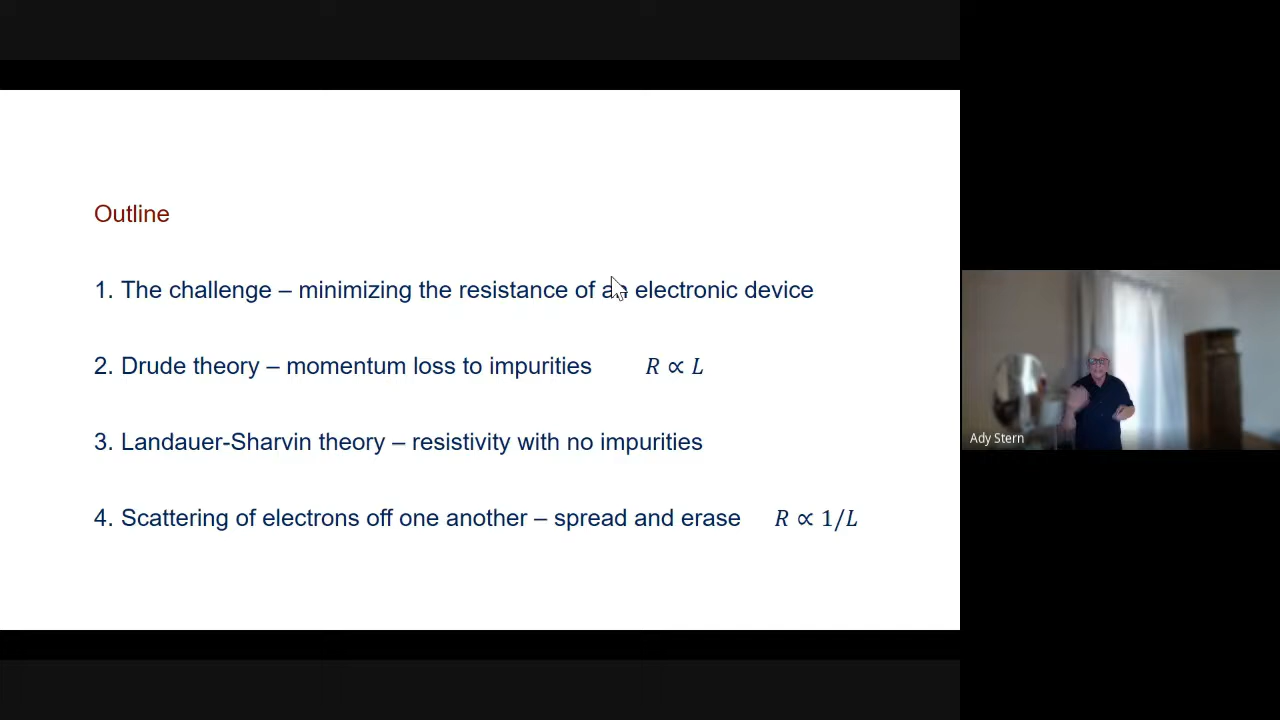 Outline
1. The challenge – minimizing the resistance of an electronic device
2. Drude theory – momentum loss to impurities R ∝ L
3. Landauer-Sharvin theory – resistivity with no impurities
4. Scattering of electrons off one another – spread and erase R ∝ 1/L
Ady Stern